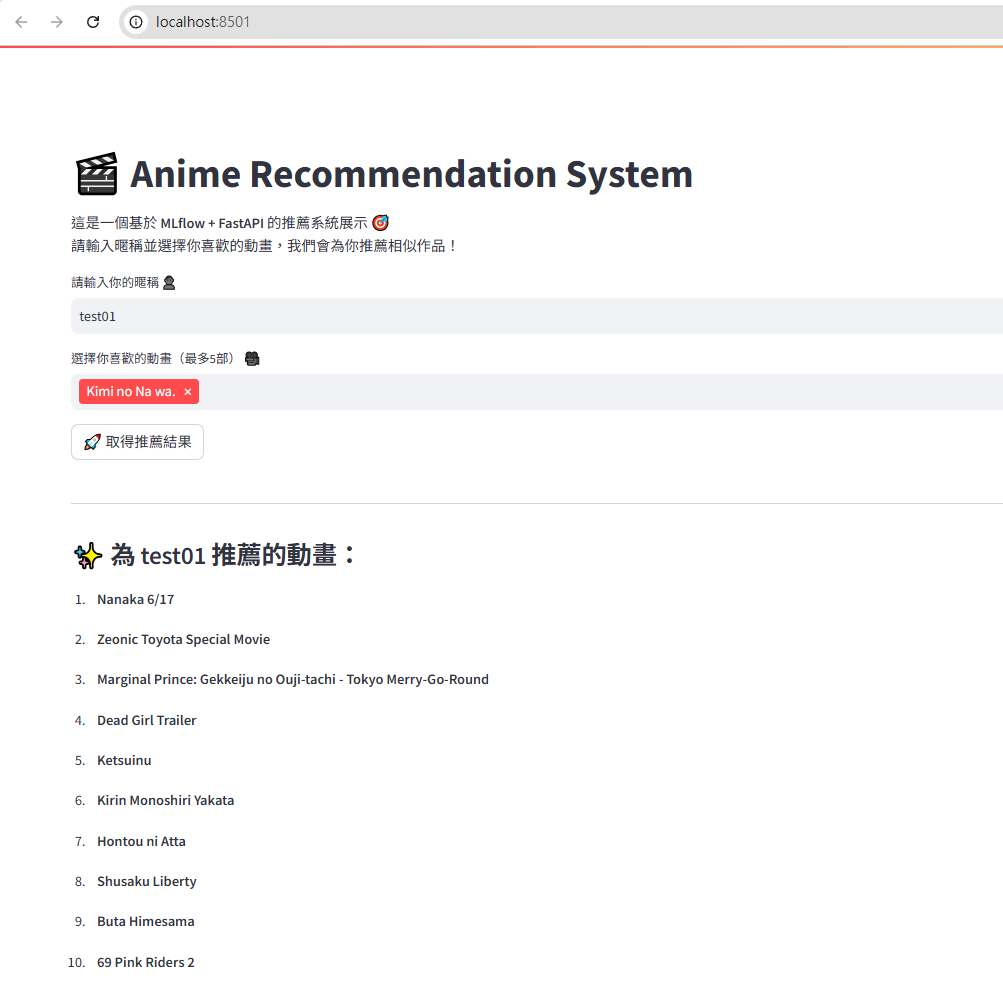 localhost:8501
🎬 Anime Recommendation System
這是一個基於 MLflow + FastAPI 的推薦系統展示 🎯
請輸入暱稱並選擇你喜歡的動畫，我們會為你推薦相似作品！
請輸入你的暱稱 👤
test01
選擇你喜歡的動畫（最多5部） 🎥
Kimi no Na wa. ×
🚀 取得推薦結果
✨ 為 test01 推薦的動畫：
1. Nanaka 6/17
2. Zeonic Toyota Special Movie
3. Marginal Prince: Gekkeiju no Ouji-tachi - Tokyo Merry-Go-Round
4. Dead Girl Trailer
5. Ketsuinu
6. Kirin Monoshiri Yakata
7. Hontou ni Atta
8. Shusaku Liberty
9. Buta Himesama
10. 69 Pink Riders 2